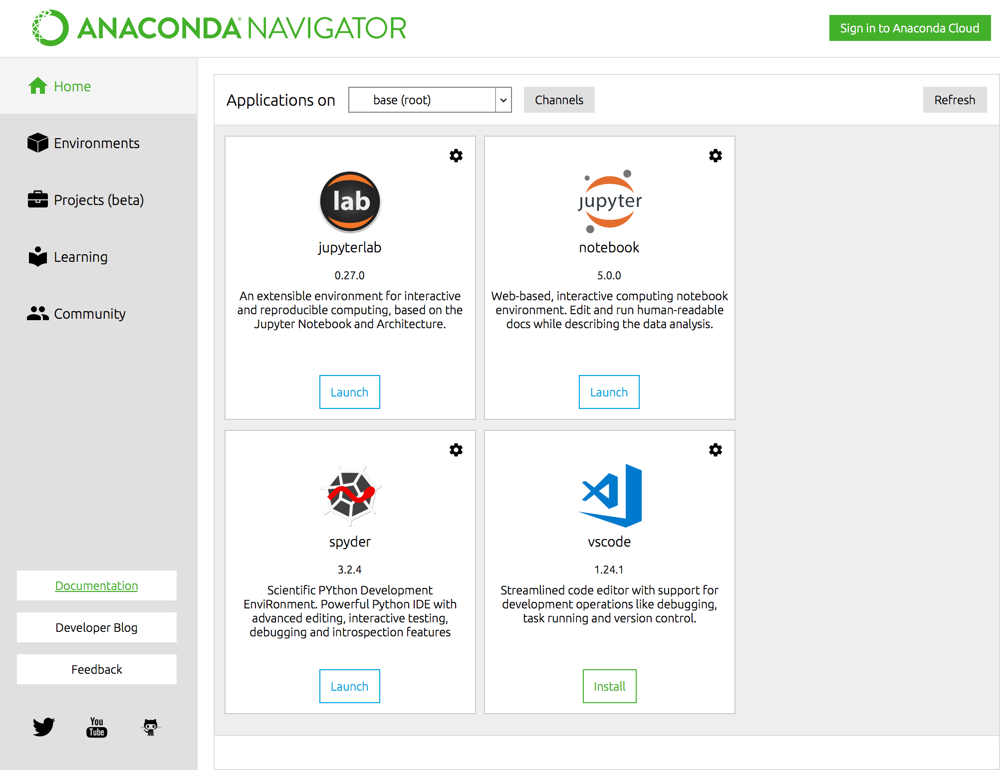 ANACONDA® NAVIGATOR
Sign in to Anaconda Cloud
Home
Environments
Projects (beta)
Learning
Community
Documentation
Developer Blog
Feedback
You
Tube
Applications on
base (root)
Channels
Refresh
lab
jupyterlab
0.27.0
An extensible environment for interactive
and reproducible computing, based on the
Jupyter Notebook and Architecture.
Launch
jupyter
notebook
5.0.0
Web-based, interactive computing notebook
environment. Edit and run human-readable
docs while describing the data analysis.
Launch
spyder
3.2.4
Scientific PYthon Development
EnviRonment. Powerful Python IDE with
advanced editing, interactive testing,
debugging and introspection features
Launch
vscode
1.24.1
Streamlined code editor with support for
development operations like debugging,
task running and version control.
Install